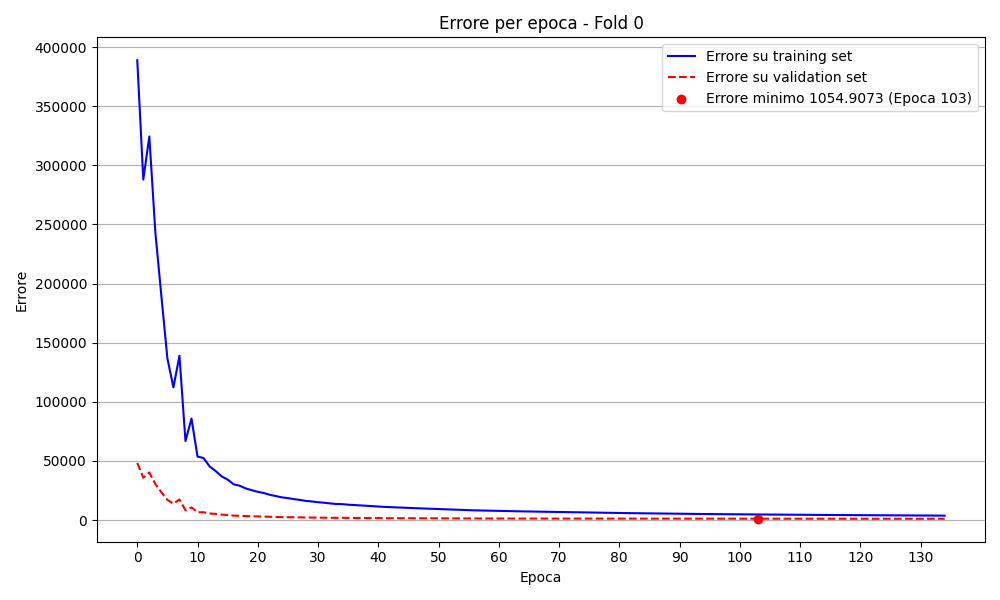 Errore per epoca - Fold 0
Errore su training set
Errore su validation set
Errore minimo 1054.9073 (Epoca 103)
Errore
400000
350000
300000
250000
200000
150000
100000
50000
0
0 10 20 30 40 50 60 70 80 90 100 110 120 130
Epoca